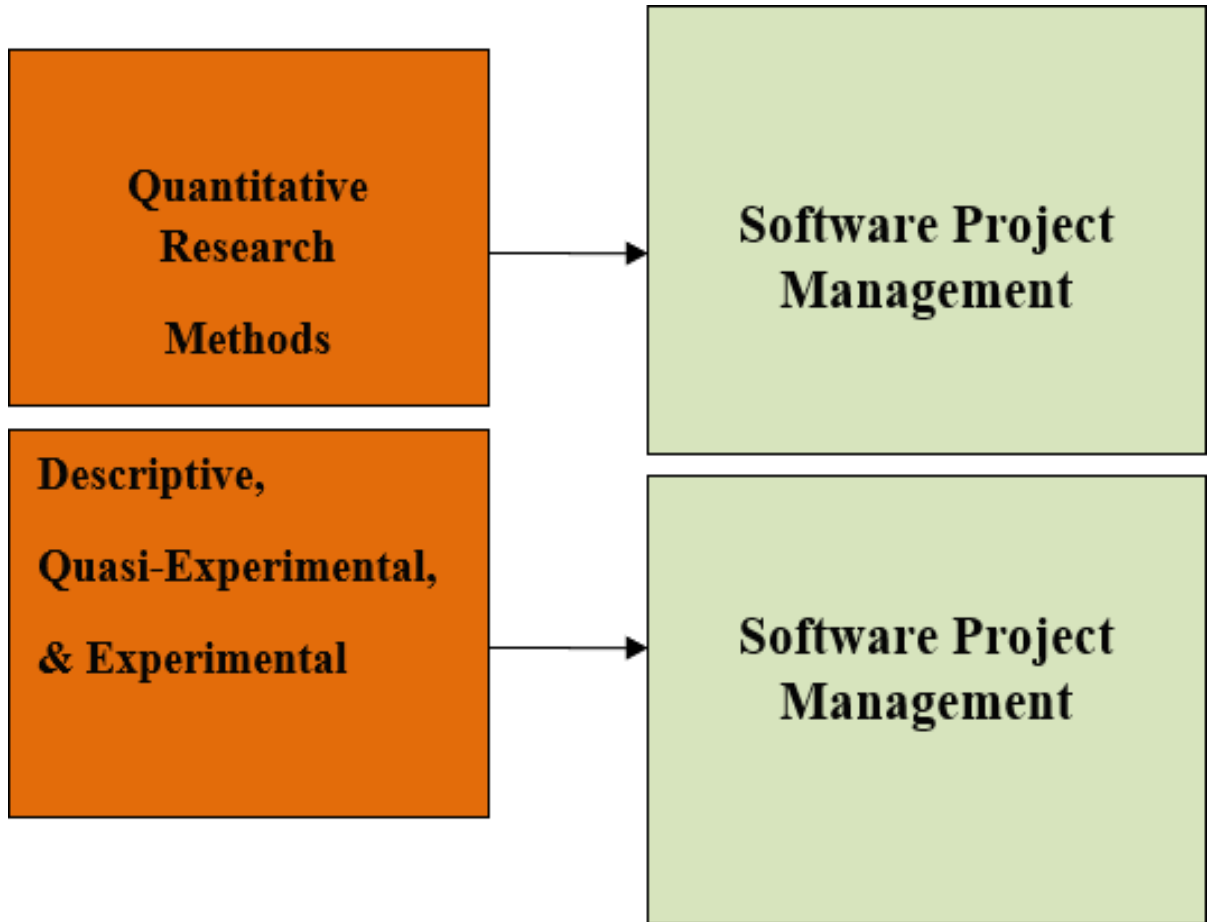 Quantitative
Research
Methods
Software Project
Management
Descriptive,
Quasi-Experimental,
& Experimental
Software Project
Management